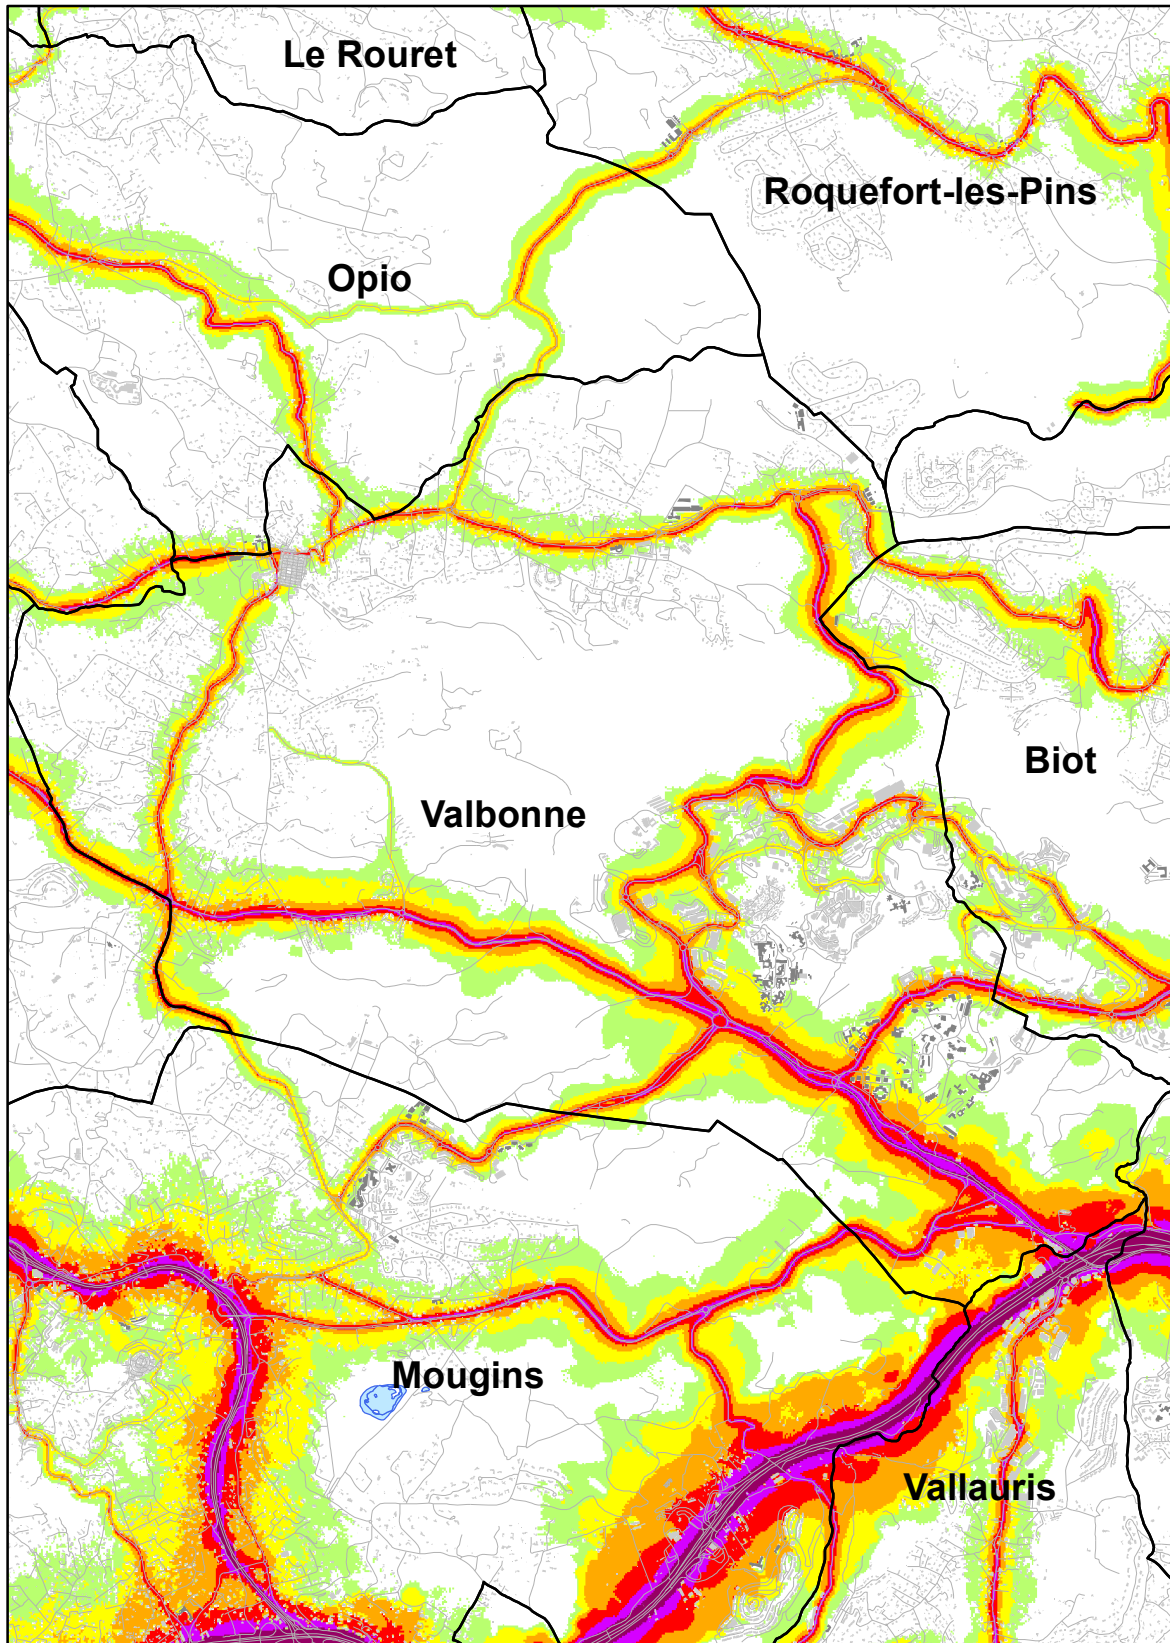 Le Rouret
Roquefort-les-Pins
Opio
Biot
Valbonne
Mougins
Vallauris